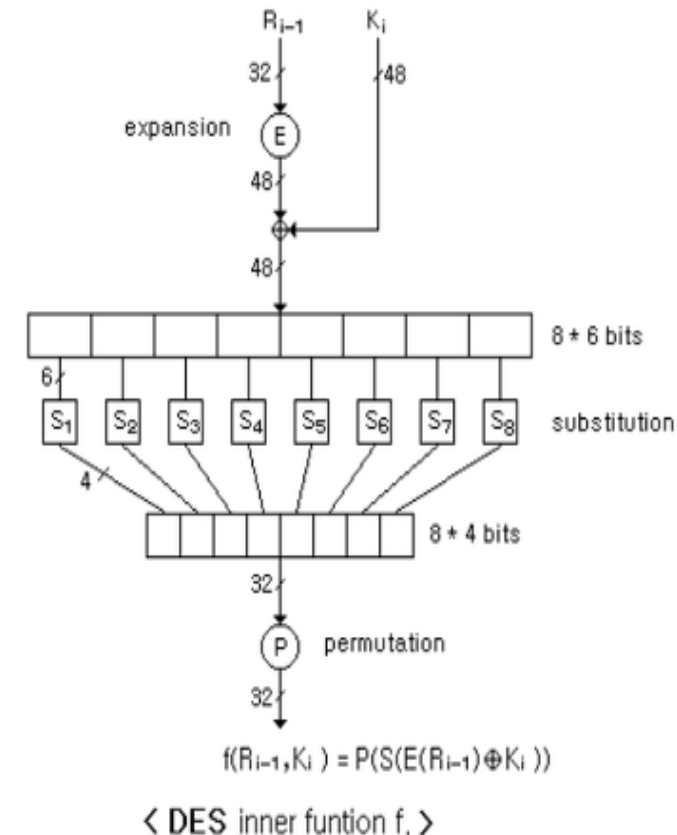 Rᵢ₋₁ Kᵢ
32 48
expansion E
48
⊕
48
8 * 6 bits
6
S₁ S₂ S₃ S₄ S₅ S₆ S₇ S₈ substitution
4
8 * 4 bits
32
P permutation
32
f(Rᵢ₋₁,Kᵢ ) = P(S(E(Rᵢ₋₁)⊕Kᵢ ))
< DES inner funtion f, >